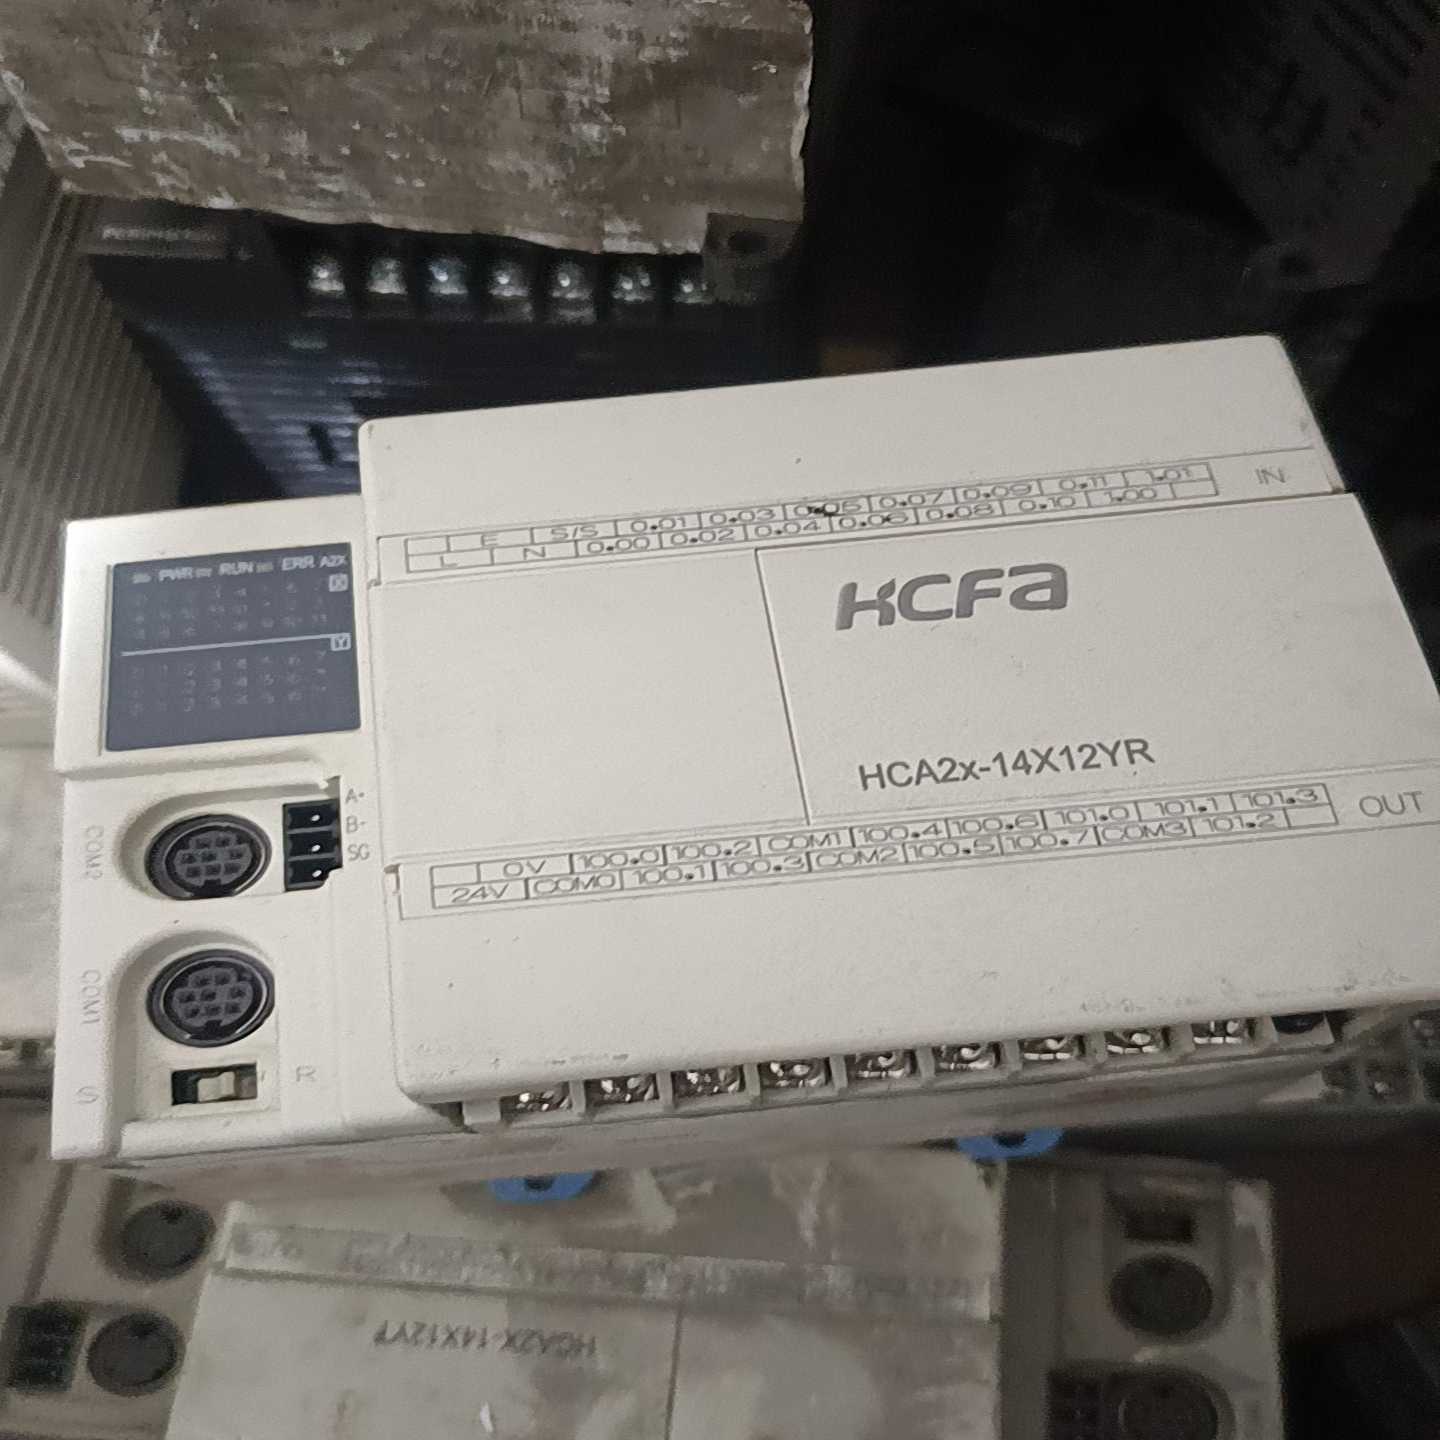 PWR RUN ERR A2X
X
Y
E S/S 0.01 0.03 0.05 0.07 0.09 0.11 1.01
IN
L N 0.00 0.02 0.04 0.06 0.08 0.10 1.00
HCFa
HCA2x-14X12YR
0V 100.0 100.2 COM1 100.4 100.6 101.0 101.1 101.3
OUT
24V COM0 100.1 100.3 COM2 100.5 100.7 COM3 101.2
A+
B-
SG
COM2
COM1
S
R
HCA2X-14X12YT